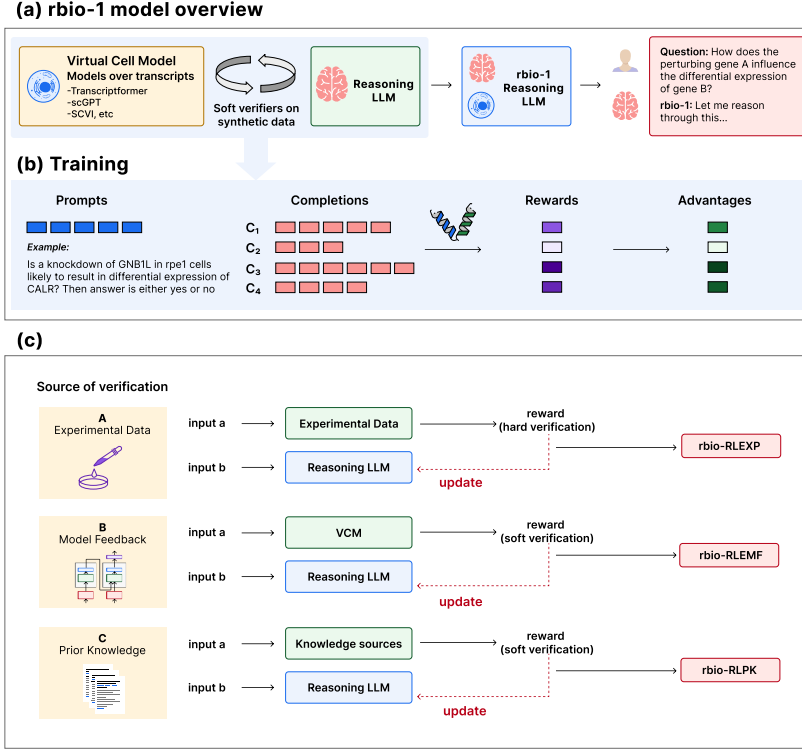 (a) rbio-1 model overview
Virtual Cell Model
Models over transcripts
-Transcriptformer
-scGPT
-SCVI, etc
Soft verifiers on
synthetic data
Reasoning
LLM
rbio-1
Reasoning
LLM
Question: How does the
perturbing gene A influence
the differential expression
of gene B?
rbio-1: Let me reason
through this...
(b) Training
Prompts
Completions
Rewards
Advantages
Example:
Is a knockdown of GNB1L in rpe1 cells
likely to result in differential expression of
CALR? Then answer is either yes or no
C₁
C₂
C₃
C₄
(c)
Source of verification
A
Experimental Data
input a
Experimental Data
reward
(hard verification)
input b
Reasoning LLM
update
rbio-RLEXP
B
Model Feedback
input a
VCM
reward
(soft verification)
input b
Reasoning LLM
update
rbio-RLEMF
C
Prior Knowledge
input a
Knowledge sources
reward
(soft verification)
input b
Reasoning LLM
update
rbio-RLPK